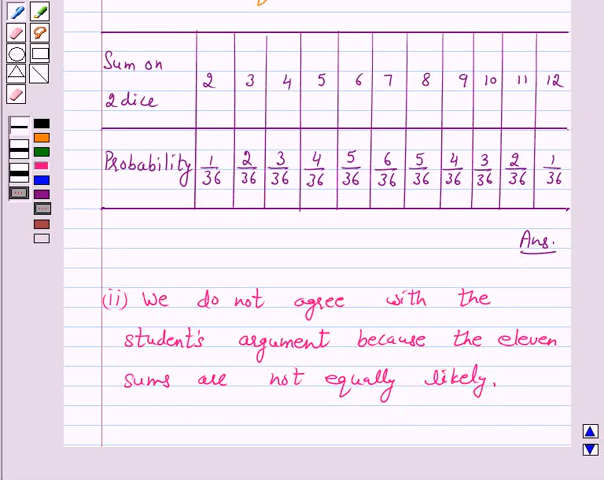 Sum on 2 dice 2 3 4 5 6 7 8 9 10 11 12
Probability 1/36 2/36 3/36 4/36 5/36 6/36 5/36 4/36 3/36 2/36 1/36
Ans.
(ii) We do not agree with the
student's argument because the eleven
sums are not equally likely.